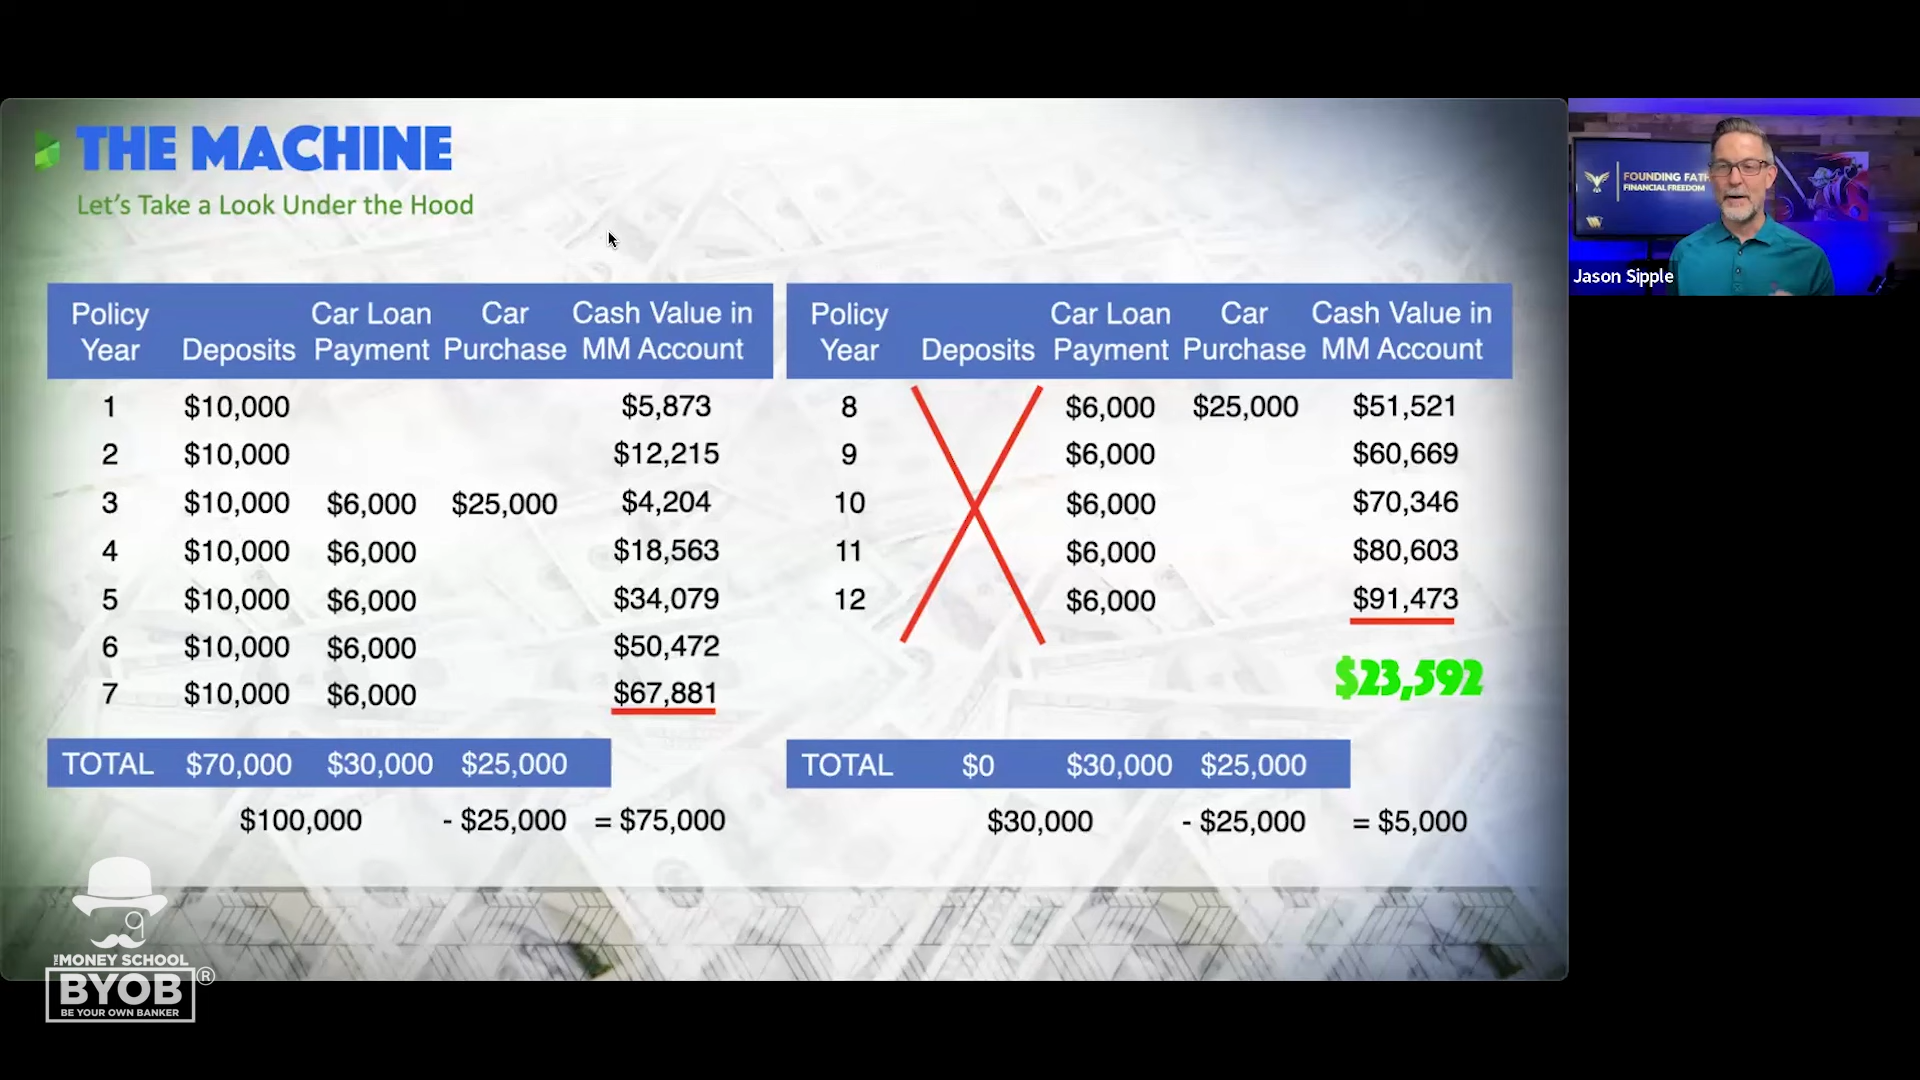 THE MACHINE
Let's Take a Look Under the Hood
Policy Year Deposits Car Loan Payment Car Purchase Cash Value in MM Account
1 $10,000 $5,873
2 $10,000 $12,215
3 $10,000 $6,000 $25,000 $4,204
4 $10,000 $6,000 $18,563
5 $10,000 $6,000 $34,079
6 $10,000 $6,000 $50,472
7 $10,000 $6,000 $67,881
TOTAL $70,000 $30,000 $25,000
$100,000 - $25,000 = $75,000
Policy Year Deposits Car Loan Payment Car Purchase Cash Value in MM Account
8 $6,000 $25,000 $51,521
9 $6,000 $60,669
10 $6,000 $70,346
11 $6,000 $80,603
12 $6,000 $91,473
$23,592
TOTAL $0 $30,000 $25,000
$30,000 - $25,000 = $5,000
FOUNDING FATH
FINANCIAL FREEDOM
Jason Sipple
THE MONEY SCHOOL
BYOB®
BE YOUR OWN BANKER